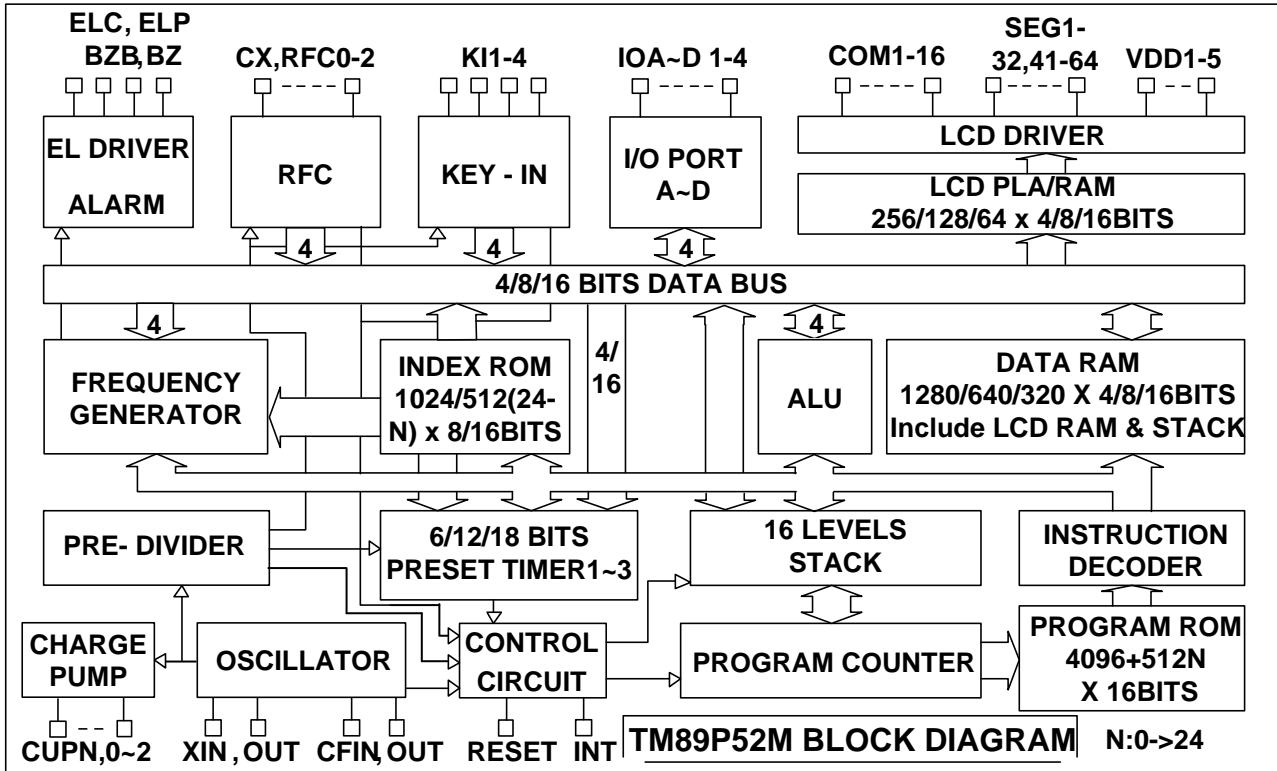 ELC, ELP
BZB, BZ
CX,RFC0-2
KI1-4
IOA~D 1-4
COM1-16
SEG1-
32,41-64
VDD1-5
EL DRIVER
ALARM
RFC
KEY - IN
I/O PORT
A~D
LCD DRIVER
LCD PLA/RAM
256/128/64 x 4/8/16BITS
4
4
4
4/8/16 BITS DATA BUS
4
4
FREQUENCY
GENERATOR
INDEX ROM
1024/512(24-
N) x 8/16BITS
4/
16
ALU
DATA RAM
1280/640/320 X 4/8/16BITS
Include LCD RAM & STACK
PRE- DIVIDER
6/12/18 BITS
PRESET TIMER1~3
16 LEVELS
STACK
INSTRUCTION
DECODER
CHARGE
PUMP
OSCILLATOR
CONTROL
CIRCUIT
PROGRAM COUNTER
PROGRAM ROM
4096+512N
X 16BITS
CUPN,0~2
XIN , OUT
CFIN, OUT
RESET
INT
TM89P52M BLOCK DIAGRAM
N:0->24